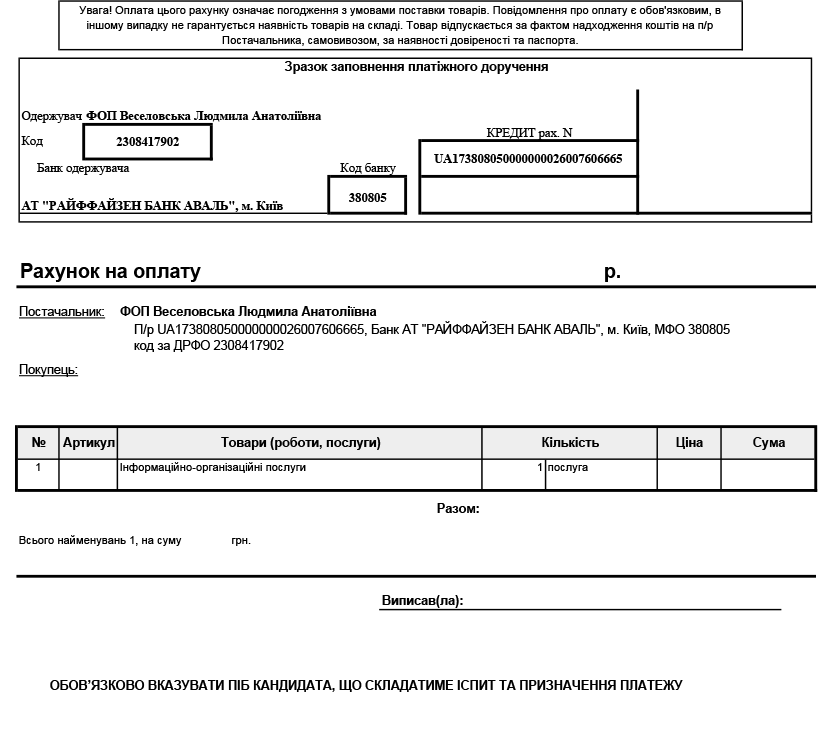 Увага! Оплата цього рахунку означає погодження з умовами поставки товарів. Повідомлення про оплату є обов'язковим, в
іншому випадку не гарантується наявність товарів на складі. Товар відпускається за фактом надходження коштів на п/р
Постачальника, самовивозом, за наявності довіреності та паспорта.
Зразок заповнення платіжного доручення
Одержувач ФОП Веселовська Людмила Анатоліївна
Код 2308417902
КРЕДИТ рах. N
UA173808050000000026007606665
Банк одержувача Код банку
АТ "РАЙФФАЙЗЕН БАНК АВАЛЬ", м. Київ 380805
Рахунок на оплату р.
Постачальник: ФОП Веселовська Людмила Анатоліївна
П/р UA173808050000000026007606665, Банк АТ "РАЙФФАЙЗЕН БАНК АВАЛЬ", м. Київ, МФО 380805
код за ДРФО 2308417902
Покупець:
№ Артикул Товари (роботи, послуги) Кількість Ціна Сума
1 Інформаційно-організаційні послуги 1 послуга
Разом:
Всього найменувань 1, на суму грн.
Виписав(ла):
ОБОВ'ЯЗКОВО ВКАЗУВАТИ ПІБ КАНДИДАТА, ЩО СКЛАДАТИМЕ ІСПИТ ТА ПРИЗНАЧЕННЯ ПЛАТЕЖУ